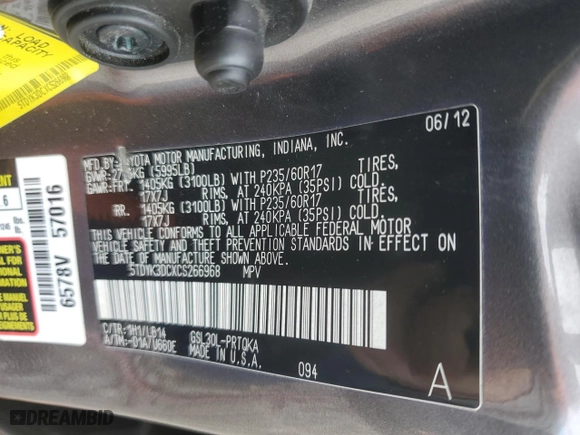 LOAD
CAPACITY
6578V 57016
06/12
MFD BY: TOYOTA MOTOR MANUFACTURING, INDIANA, INC.
(5995LB)
GAWR: FRT. 1405KG (3100LB) WITH P235/60R17 TIRES,
17X7J RIMS, AT 240KPA (35PSI) COLD.
RR. 1405KG (3100LB) WITH P235/60R17 TIRES,
17X7J RIMS, AT 240KPA (35PSI) COLD.
THIS VEHICLE CONFORMS TO ALL APPLICABLE FEDERAL MOTOR
VEHICLE SAFETY AND THEFT PREVENTION STANDARDS IN EFFECT
ON THE DATE OF MANUFACTURE SHOWN ABOVE.
5TDYK3DCXCS266968 MPV
C/TR: 1H1/LB14 GSL30L-PRTQKA
A/TM: -01A/U660E MADE IN U.S.A.
094
A
DREAMBID